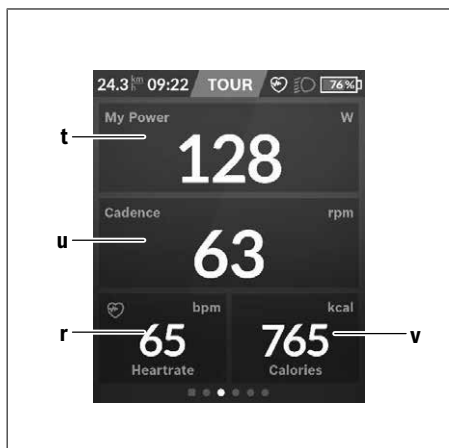 24.3 km/h 09:22 TOUR 76 %
My Power W
t
128
Cadence rpm
u
63
bpm kcal
r 65 765 v
Heartrate Calories